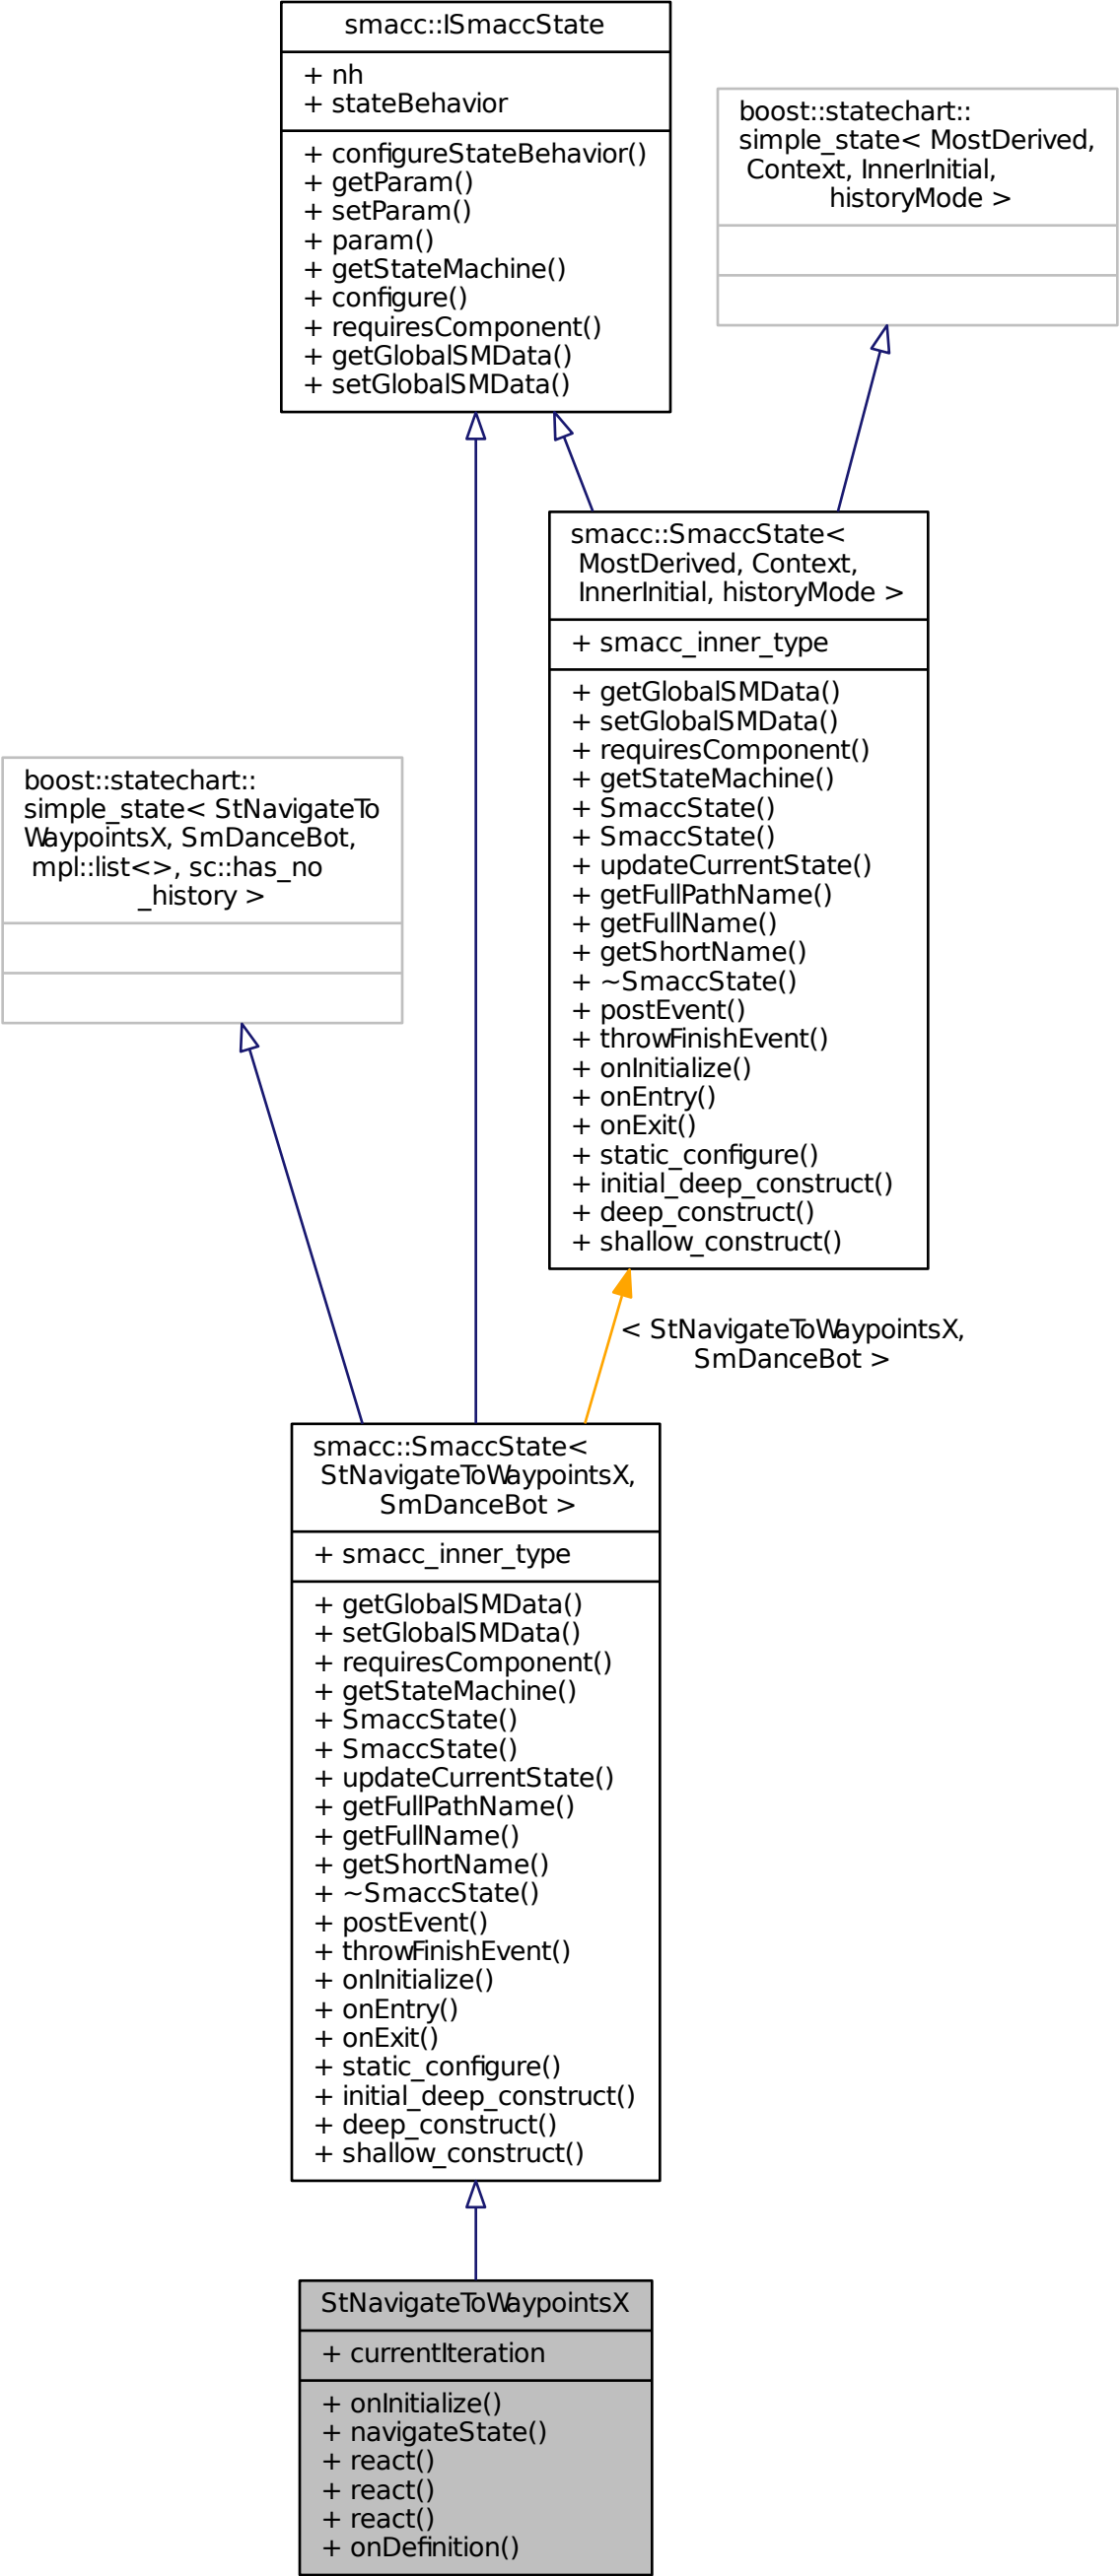 smacc::ISmaccState
+ nh
+ stateBehavior
+ configureStateBehavior()
+ getParam()
+ setParam()
+ param()
+ getStateMachine()
+ configure()
+ requiresComponent()
+ getGlobalSMData()
+ setGlobalSMData()
boost::statechart::
simple_state< MostDerived,
Context, InnerInitial,
historyMode >
smacc::SmaccState<
MostDerived, Context,
InnerInitial, historyMode >
+ smacc_inner_type
+ getGlobalSMData()
+ setGlobalSMData()
+ requiresComponent()
+ getStateMachine()
+ SmaccState()
+ SmaccState()
+ updateCurrentState()
+ getFullPathName()
+ getFullName()
+ getShortName()
+ ~SmaccState()
+ postEvent()
+ throwFinishEvent()
+ onInitialize()
+ onEntry()
+ onExit()
+ static_configure()
+ initial_deep_construct()
+ deep_construct()
+ shallow_construct()
boost::statechart::
simple_state< StNavigateTo
WaypointsX, SmDanceBot,
mpl::list<>, sc::has_no
_history >
< StNavigateToWaypointsX,
SmDanceBot >
smacc::SmaccState<
StNavigateToWaypointsX,
SmDanceBot >
+ smacc_inner_type
+ getGlobalSMData()
+ setGlobalSMData()
+ requiresComponent()
+ getStateMachine()
+ SmaccState()
+ SmaccState()
+ updateCurrentState()
+ getFullPathName()
+ getFullName()
+ getShortName()
+ ~SmaccState()
+ postEvent()
+ throwFinishEvent()
+ onInitialize()
+ onEntry()
+ onExit()
+ static_configure()
+ initial_deep_construct()
+ deep_construct()
+ shallow_construct()
StNavigateToWaypointsX
+ currentIteration
+ onInitialize()
+ navigateState()
+ react()
+ react()
+ react()
+ onDefinition()